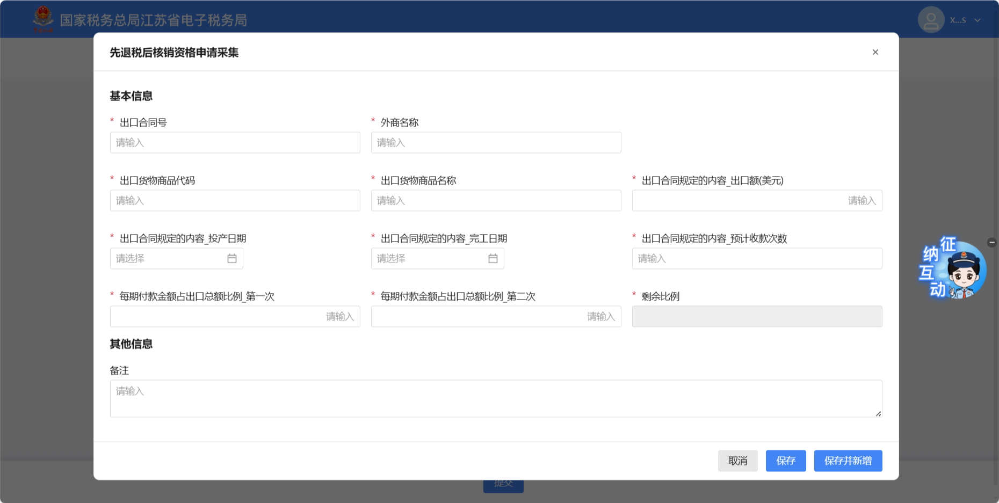 国家税务总局江苏省电子税务局
X...S
先退税后核销资格申请采集
×
基本信息
* 出口合同号
* 外商名称
请输入
请输入
* 出口货物商品代码
* 出口货物商品名称
* 出口合同规定的内容_出口额(美元)
请输入
请输入
请输入
* 出口合同规定的内容_投产日期
* 出口合同规定的内容_完工日期
* 出口合同规定的内容_预计收款次数
请选择
请选择
请输入
* 每期付款金额占出口总额比例_第一次
* 每期付款金额占出口总额比例_第二次
* 剩余比例
请输入
请输入
其他信息
备注
请输入
取消
保存
保存并新增
提交
征纳互动